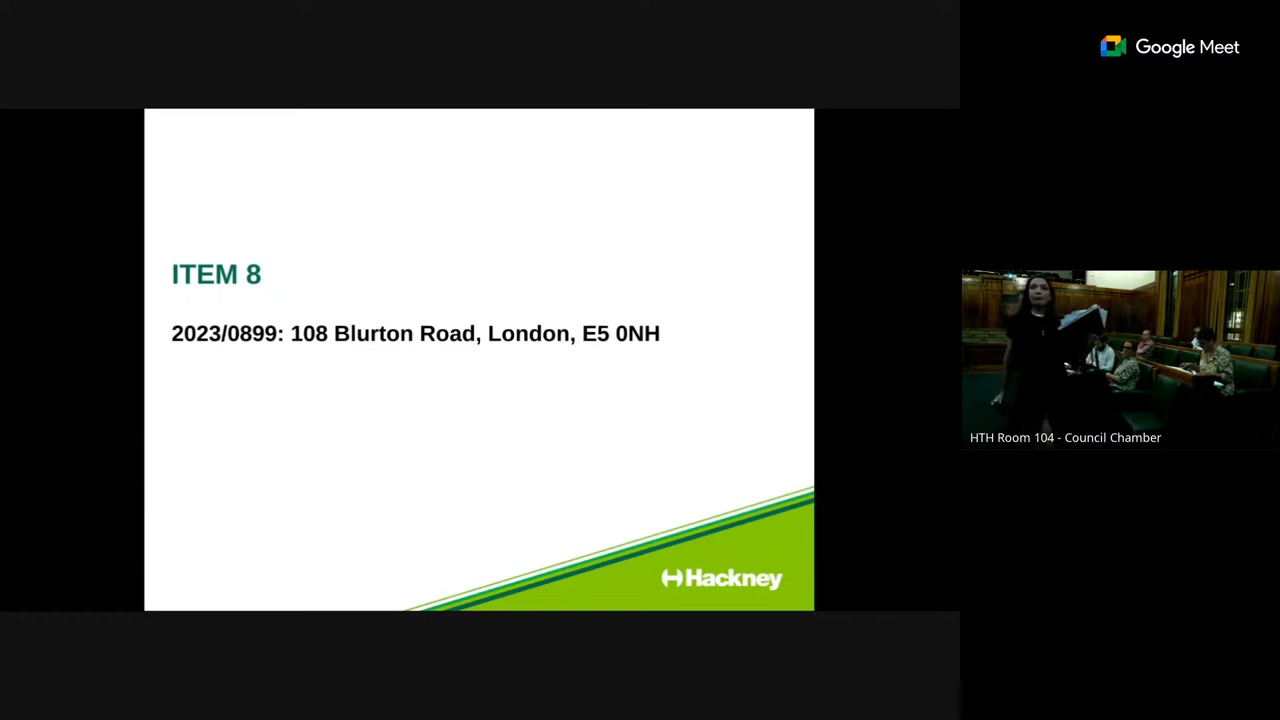 Google Meet
ITEM 8
2023/0899: 108 Blurton Road, London, E5 0NH
HTH Room 104 - Council Chamber
Hackney